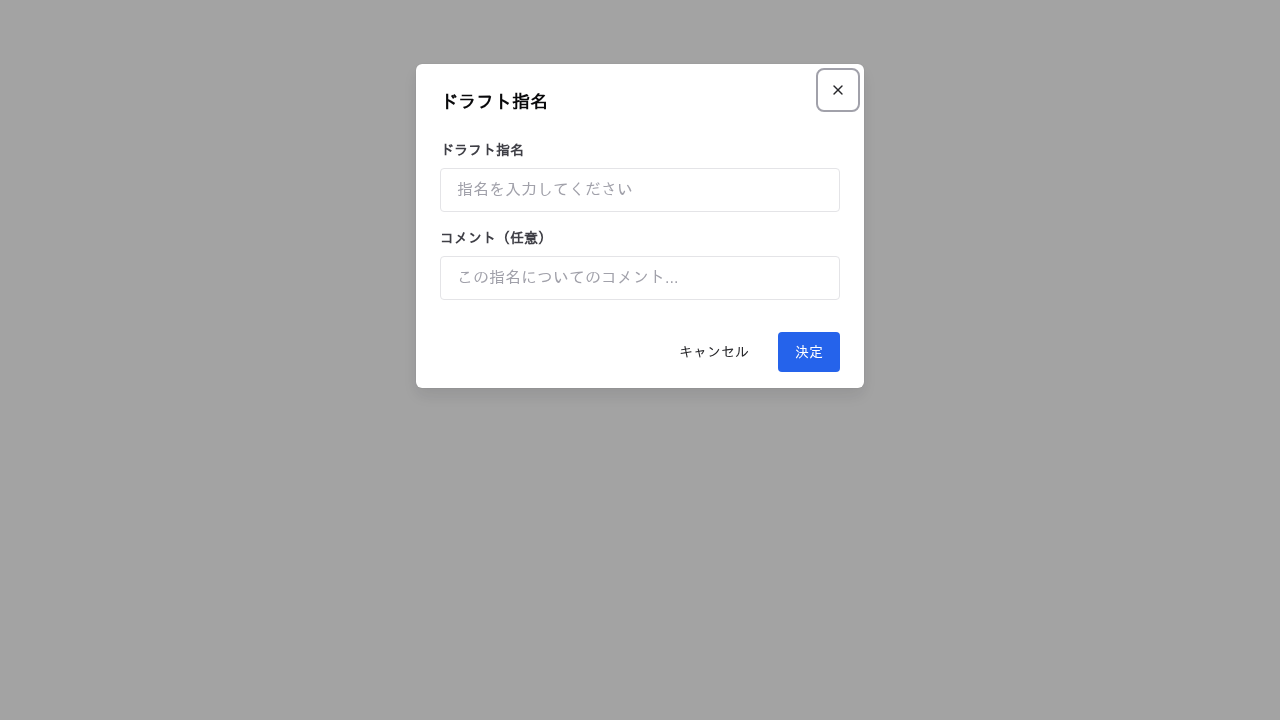 ドラフト指名
ドラフト指名
指名を入力してください
コメント（任意）
この指名についてのコメント...
キャンセル
決定